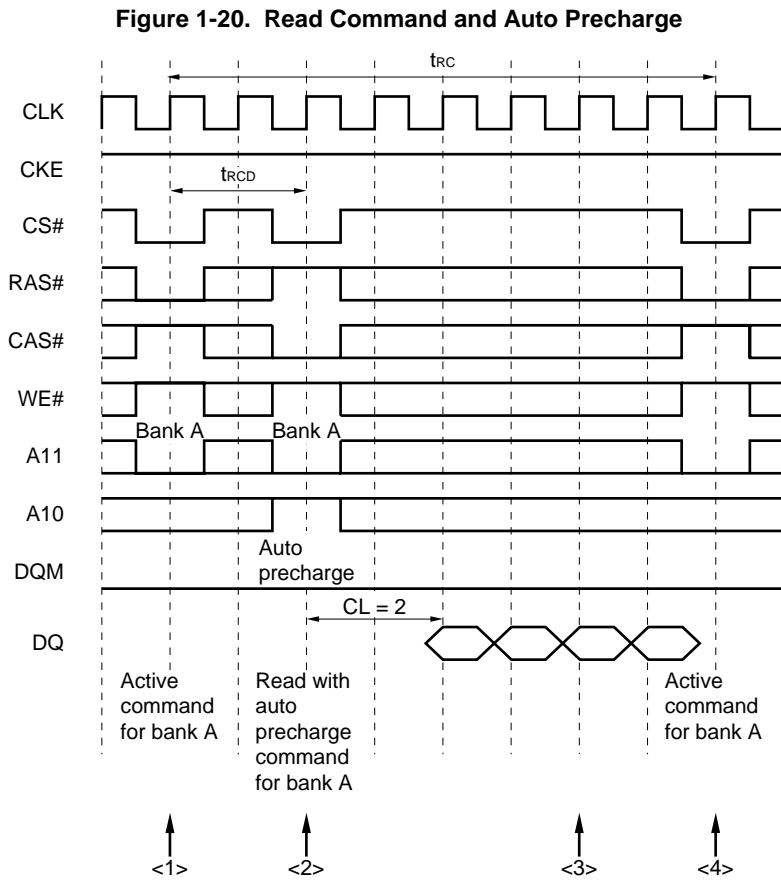 Figure 1-20. Read Command and Auto Precharge
tRC
CLK
CKE
tRCD
CS#
RAS#
CAS#
WE#
Bank A
Bank A
A11
A10
Auto
precharge
DQM
CL = 2
DQ
Active
command
for bank A
Read with
auto
precharge
command
for bank A
Active
command
for bank A
<1>
<2>
<3>
<4>